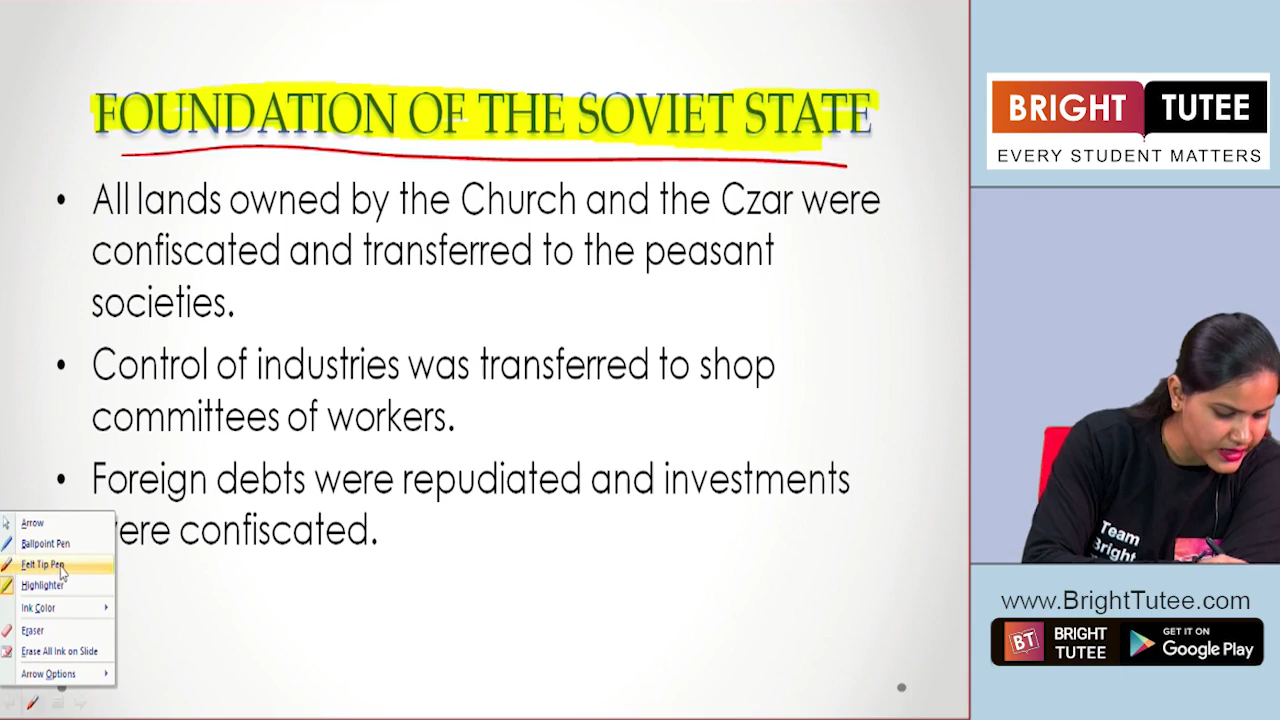 FOUNDATION OF THE SOVIET STATE
• All lands owned by the Church and the Czar were
confiscated and transferred to the peasant
societies.
• Control of industries was transferred to shop
committees of workers.
• Foreign debts were repudiated and investments
were confiscated.
Arrow
Ballpoint Pen
Felt Tip Pen
Highlighter
Ink Color
Eraser
Erase All Ink on Slide
Arrow Options
BRIGHT TUTEE
EVERY STUDENT MATTERS
Team
Bright
www.BrightTutee.com
BT
BRIGHT
TUTEE
GET IT ON
Google Play